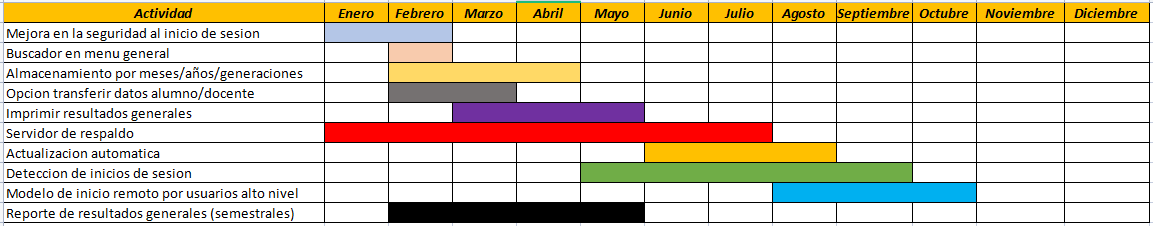 Actividad Enero Febrero Marzo Abril Mayo Junio Julio Agosto Septiembre Octubre Noviembre Diciembre
Mejora en la seguridad al inicio de sesion
Buscador en menu general
Almacenamiento por meses/años/generaciones
Opcion transferir datos alumno/docente
Imprimir resultados generales
Servidor de respaldo
Actualizacion automatica
Deteccion de inicios de sesion
Modelo de inicio remoto por usuarios alto nivel
Reporte de resultados generales (semestrales)